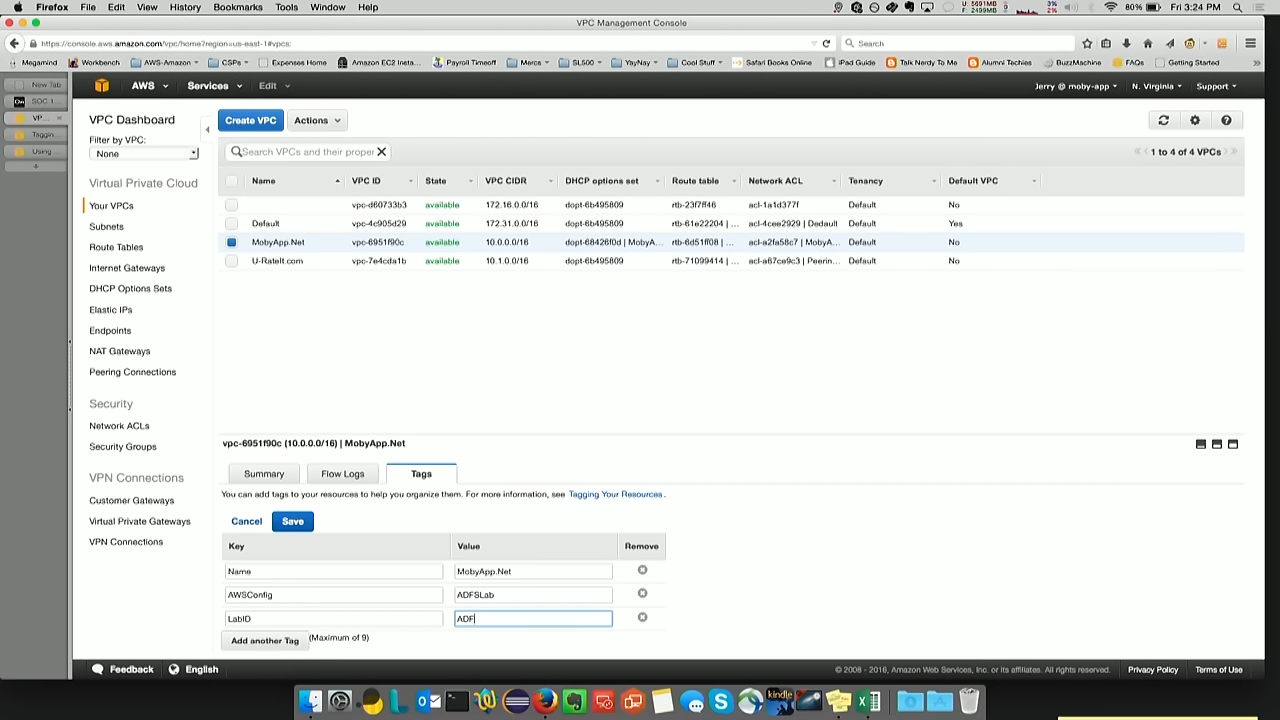 Firefox File Edit View History Bookmarks Tools Window Help
80% Fri 3:24 PM
VPC Management Console
https://console.aws.amazon.com/vpc/home?region=us-east-1#vpcs:
Search
Megamind Workbench AWS-Amazon CSPs Expenses Home Amazon EC2 Insta... Payroll Timeoff Mercs SL500 YayNay Cool Stuff Safari Books Online iPad Guide Talk Nerdy To Me Alumni Techies BuzzMachine FAQs Getting Started
New Tab
SOC 1...
VP...
Taggin
Using
AWS Services Edit Jerry @ moby-app N. Virginia Support
VPC Dashboard
Filter by VPC:
None
Virtual Private Cloud
Your VPCs
Subnets
Route Tables
Internet Gateways
DHCP Options Sets
Elastic IPs
Endpoints
NAT Gateways
Peering Connections
Security
Network ACLs
Security Groups
VPN Connections
Customer Gateways
Virtual Private Gateways
VPN Connections
Create VPC Actions
Search VPCs and their proper 1 to 4 of 4 VPCs
Name VPC ID State VPC CIDR DHCP options set Route table Network ACL Tenancy Default VPC
vpc-d60733b3 available 172.16.0.0/16 dopt-6b495809 rtb-23f7ff46 acl-1a1d377f Default No
Default vpc-4c905d29 available 172.31.0.0/16 dopt-6b495809 rtb-61e22204 | ... acl-4cee2929 | Dedault Default Yes
MobyApp.Net vpc-6951f90c available 10.0.0.0/16 dopt-68426f0d | MobyA... rtb-6d51ff08 | ... acl-a2fa58c7 | MobyA... Default No
U-RateIt.com vpc-7e4cda1b available 10.1.0.0/16 dopt-6b495809 rtb-71099414 | ... acl-a67ce9c3 | Peerin... Default No
vpc-6951f90c (10.0.0.0/16) | MobyApp.Net
Summary Flow Logs Tags
You can add tags to your resources to help you organize them. For more information, see Tagging Your Resources.
Cancel Save
Key Value Remove
Name MobyApp.Net
AWSConfig ADFSLab
LabID ADF
Add another Tag (Maximum of 9)
Feedback English © 2008 - 2016, Amazon Web Services, Inc. or its affiliates. All rights reserved. Privacy Policy Terms of Use
kindle